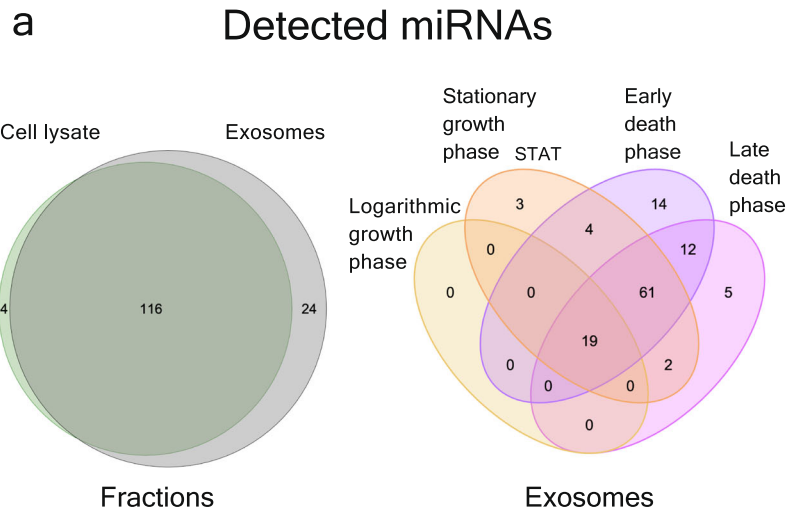 a
Detected miRNAs
Cell lysate
Exosomes
4
116
24
Fractions
Stationary
growth
phase STAT
Early
death
phase
Late
death
phase
Logarithmic
growth
phase
3
14
4
0
12
0
0
61
5
19
0
2
0
0
0
Exosomes